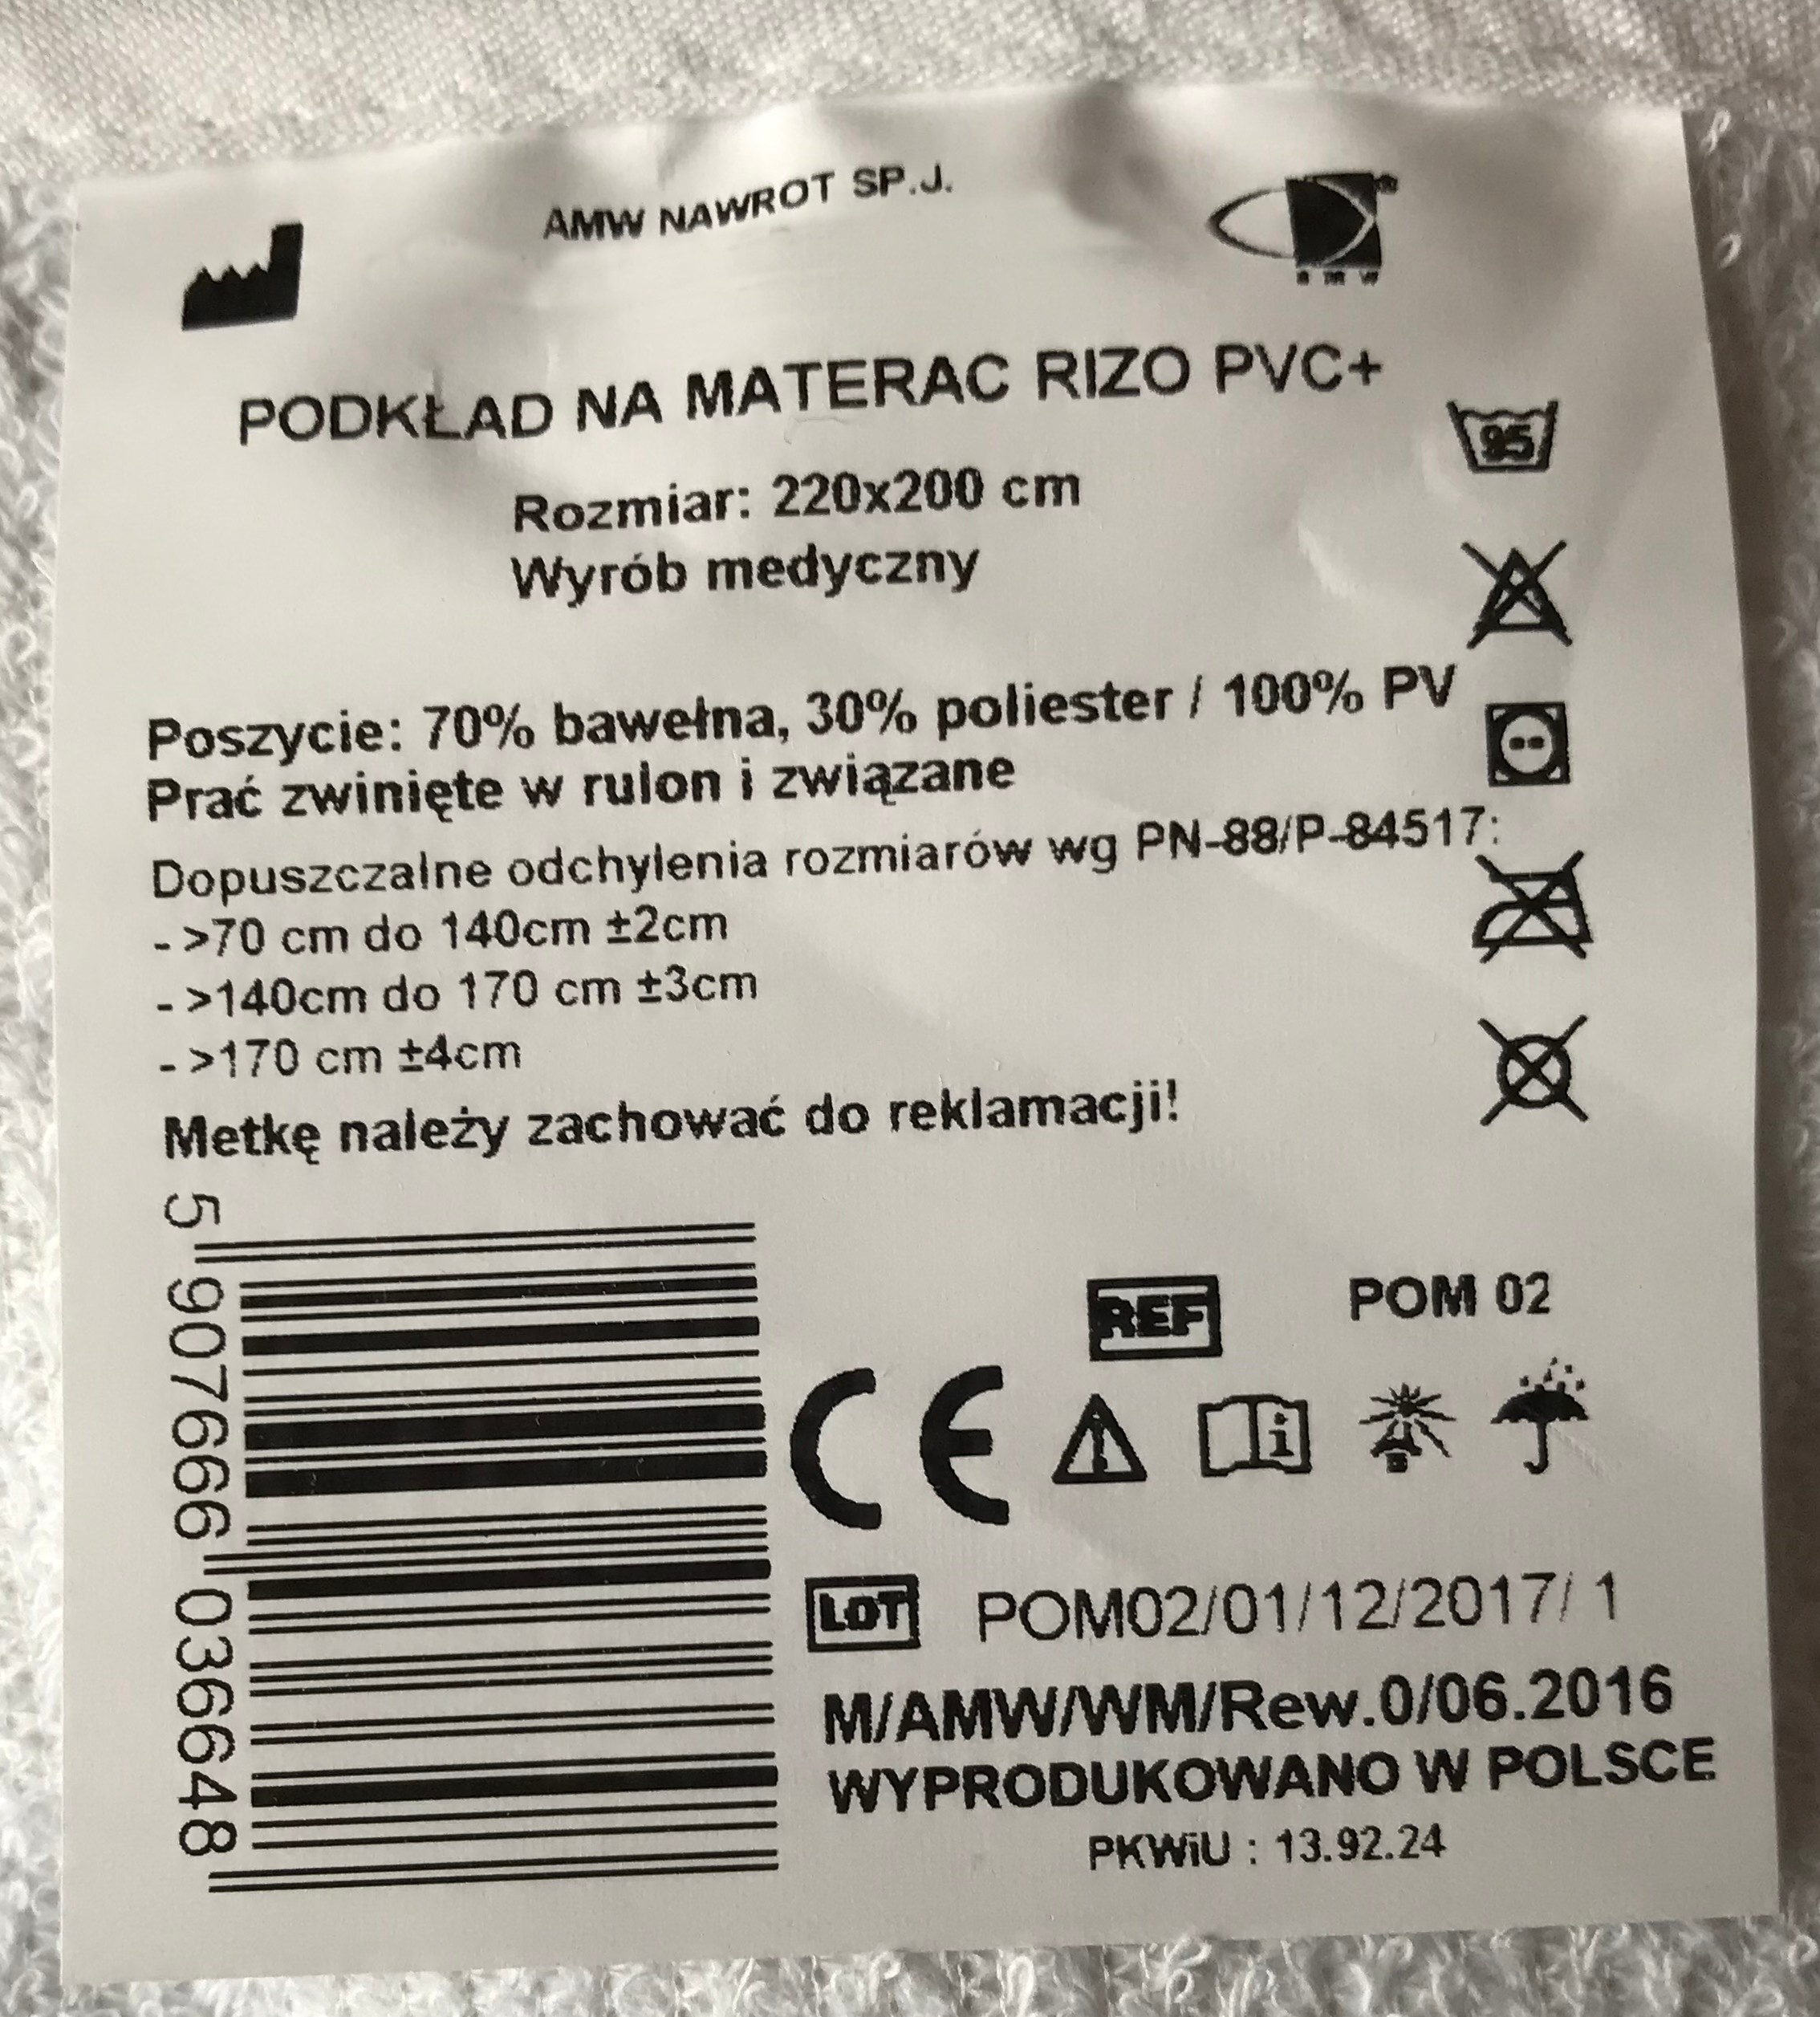 AMW NAWROT SP.J.
amw
PODKŁAD NA MATERAC RIZO PVC+
Rozmiar: 220x200 cm
Wyrób medyczny
95
Poszycie: 70% bawełna, 30% poliester / 100% PV
Prać zwinięte w rulon i związane
Dopuszczalne odchylenia rozmiarów wg PN-88/P-84517:
- >70 cm do 140cm ±2cm
- >140cm do 170 cm ±3cm
- >170 cm ±4cm
Metkę należy zachować do reklamacji!
5 907666 036648
REF POM 02
CE
LOT POM02/01/12/2017/ 1
M/AMW/WM/Rew.0/06.2016
WYPRODUKOWANO W POLSCE
PKWiU : 13.92.24